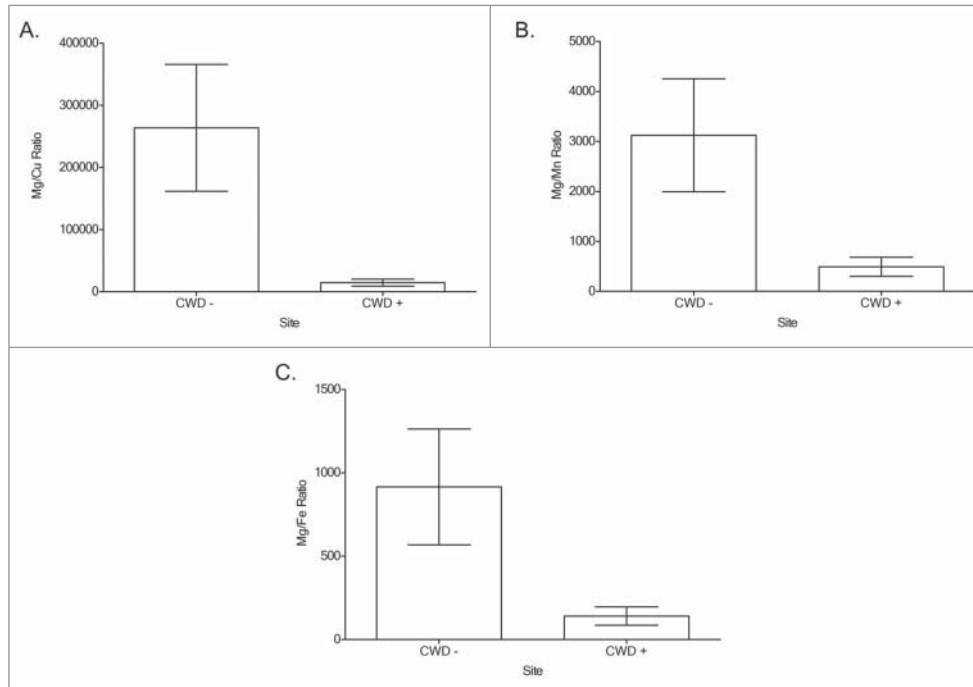 A.
400000
300000
200000
100000
0
Mg/Cu Ratio
CWD - CWD +
Site
B.
5000
4000
3000
2000
1000
0
Mg/Mn Ratio
CWD - CWD +
Site
C.
1500
1000
500
0
Mg/Fe Ratio
CWD - CWD +
Site